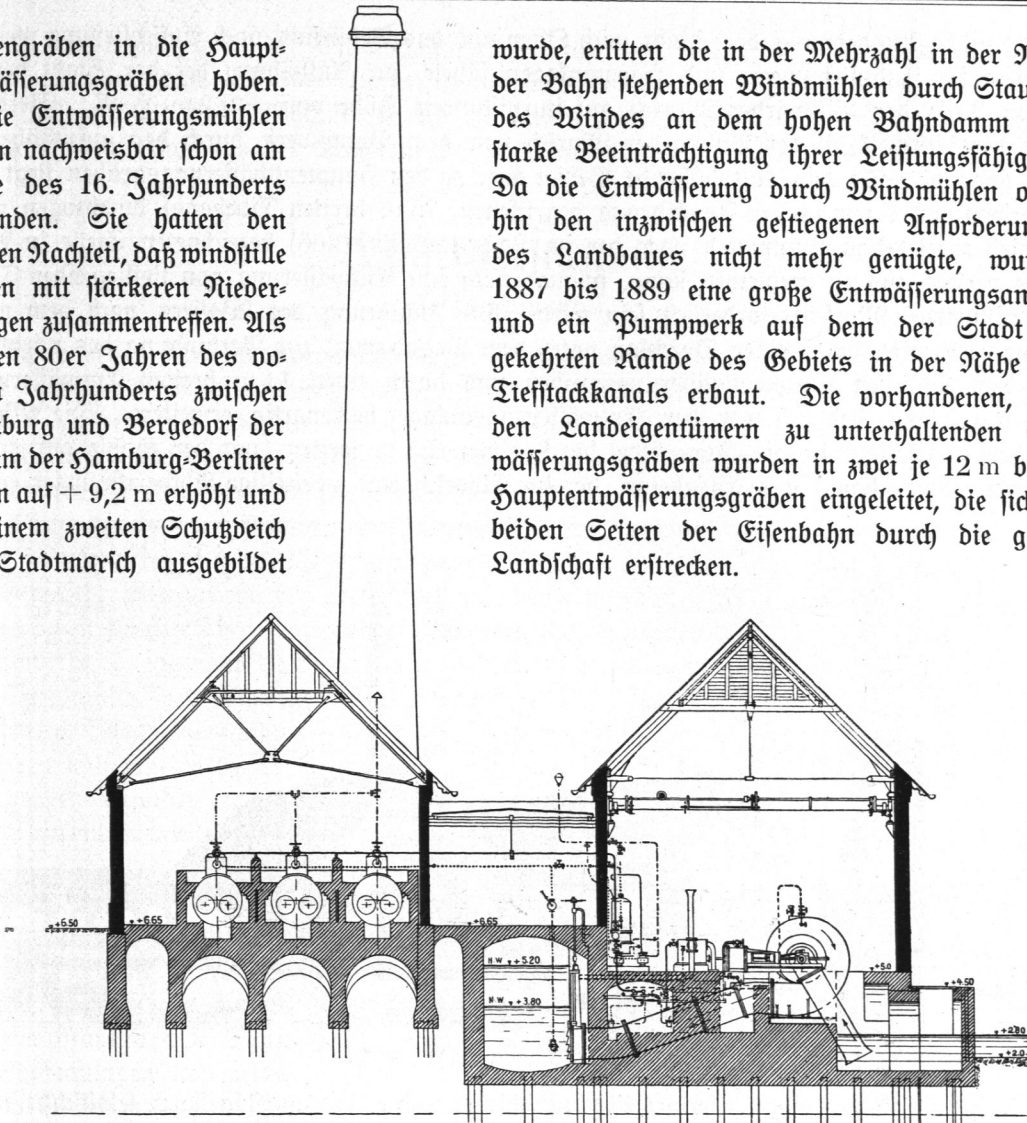 engräben in die Haupt-
äſſerungsgräben hoben.
ie Entwäſſerungsmühlen
n nachweisbar ſchon am
e des 16. Jahrhunderts
nden. Sie hatten den
en Nachteil, daß windſtille
en mit ſtärkeren Nieder-
gen zuſammentreffen. Als
en 80er Jahren des vo-
n Jahrhunderts zwiſchen
burg und Bergedorf der
m der Hamburg-Berliner
n auf + 9,2 m erhöht und
inem zweiten Schutzdeich
Stadtmarſch ausgebildet
wurde, erlitten die in der Mehrzahl in der N
der Bahn ſtehenden Windmühlen durch Stau
des Windes an dem hohen Bahndamm
ſtarke Beeinträchtigung ihrer Leiſtungsfähig
Da die Entwäſſerung durch Windmühlen o
hin den inzwiſchen geſtiegenen Anforderu
des Landbaues nicht mehr genügte, wu
1887 bis 1889 eine große Entwäſſerungsan
und ein Pumpwerk auf dem der Stadt
gekehrten Rande des Gebiets in der Nähe
Tiefſtackkanals erbaut. Die vorhandenen,
den Landeigentümern zu unterhaltenden
wäſſerungsgräben wurden in zwei je 12 m b
Hauptentwäſſerungsgräben eingeleitet, die ſic
beiden Seiten der Eiſenbahn durch die g
Landſchaft erſtrecken.
+6.50
+6.65
+6.65
H.W. +5.20
N.W. +3.80
+5.0
+4.50
+2.80
+2.0